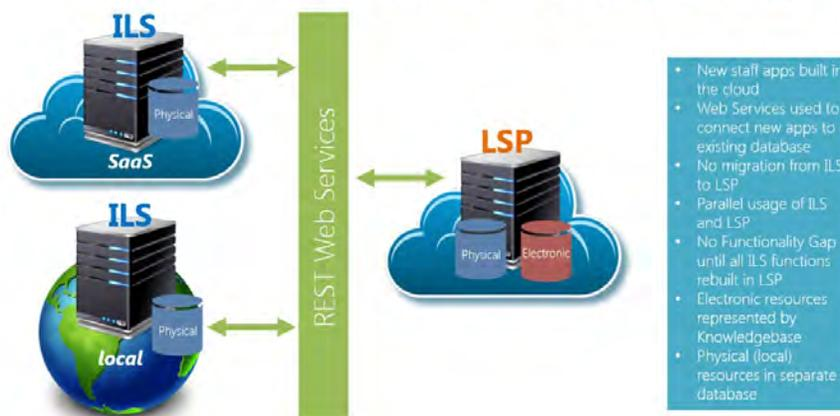 ILS
Physical
SaaS
ILS
Physical
local
REST Web Services
LSP
Physical
Electronic
• New staff apps built in
the cloud
• Web Services used to
connect new apps to
existing database
• No migration from ILS
to LSP
• Parallel usage of ILS
and LSP
• No Functionality Gap
until all ILS functions
rebuilt in LSP
• Electronic resources
represented by
Knowledgebase
• Physical (local)
resources in separate
database